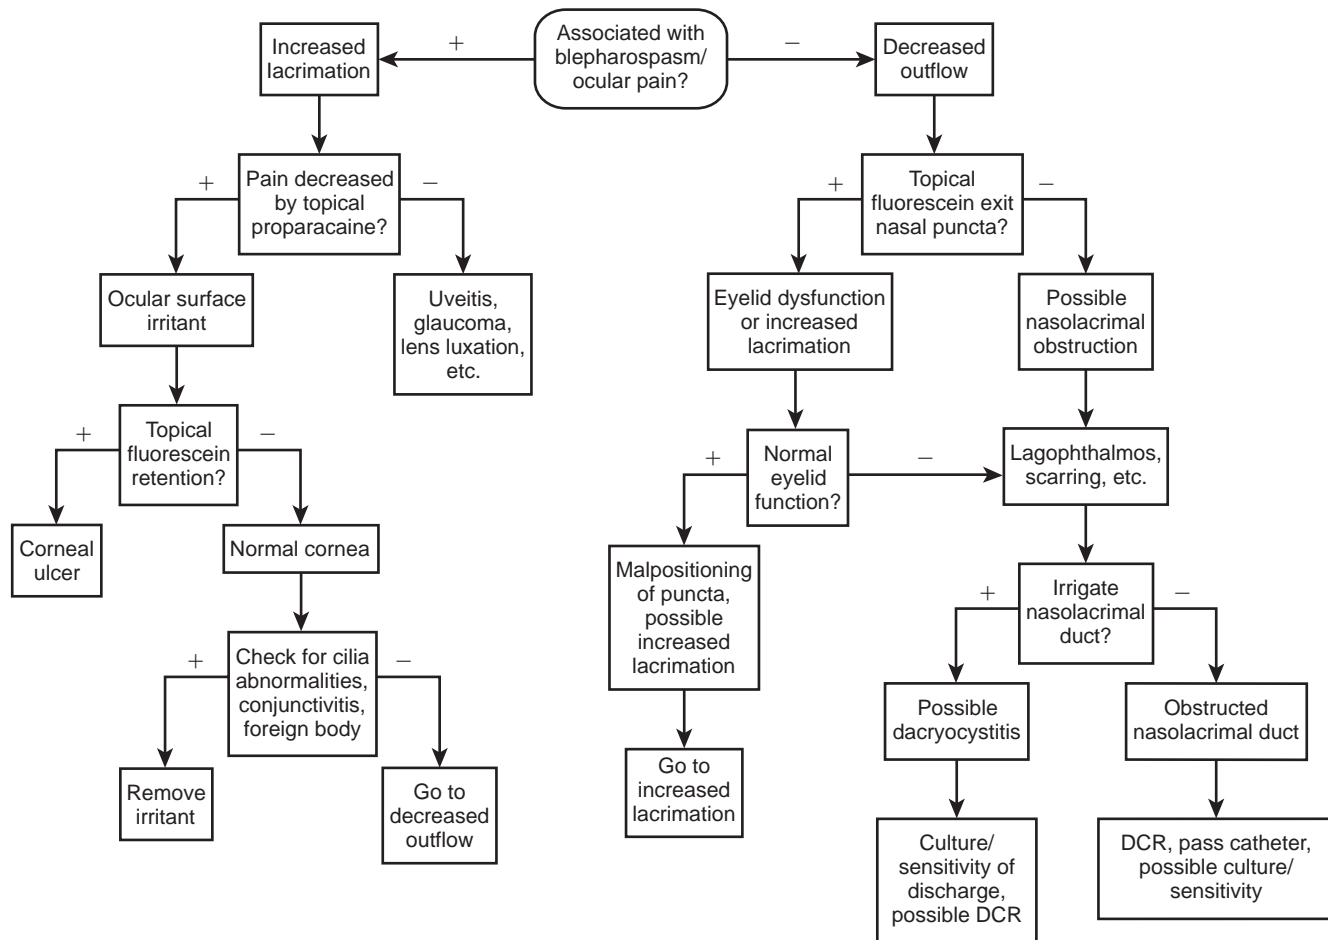 Associated with
blepharospasm/
ocular pain?
+
−
Increased
lacrimation
Decreased
outflow
Pain decreased
by topical
proparacaine?
+
−
Ocular surface
irritant
Uveitis,
glaucoma,
lens luxation,
etc.
Topical
fluorescein
retention?
+
−
Corneal
ulcer
Normal cornea
Check for cilia
abnormalities,
conjunctivitis,
foreign body
+
−
Remove
irritant
Go to
decreased
outflow
Topical
fluorescein exit
nasal puncta?
+
−
Eyelid dysfunction
or increased
lacrimation
Possible
nasolacrimal
obstruction
Normal
eyelid
function?
+
−
Lagophthalmos,
scarring, etc.
Malpositioning
of puncta,
possible
increased
lacrimation
Go to
increased
lacrimation
Irrigate
nasolacrimal
duct?
+
−
Possible
dacryocystitis
Obstructed
nasolacrimal duct
Culture/
sensitivity of
discharge,
possible DCR
DCR, pass catheter,
possible culture/
sensitivity